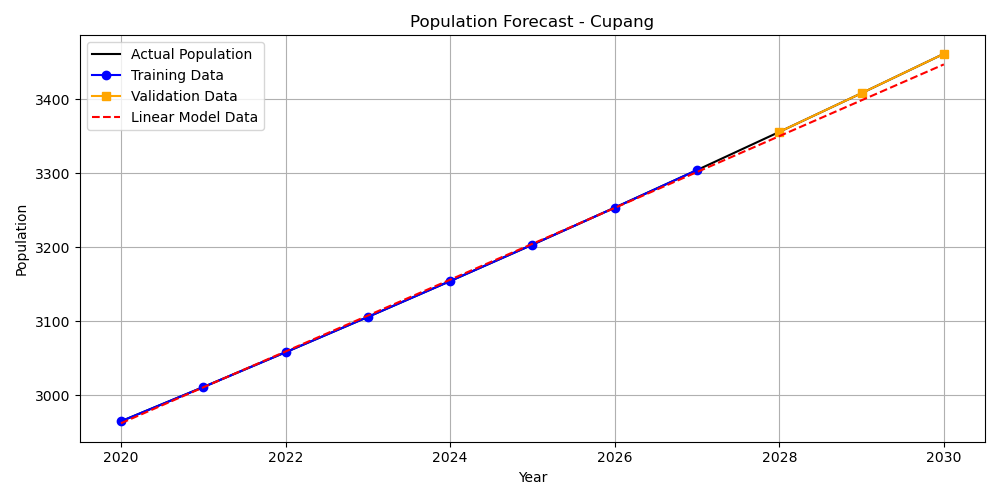 Population Forecast - Cupang
Actual Population
Training Data
Validation Data
Linear Model Data
Population
3400
3300
3200
3100
3000
2020
2022
2024
2026
2028
2030
Year